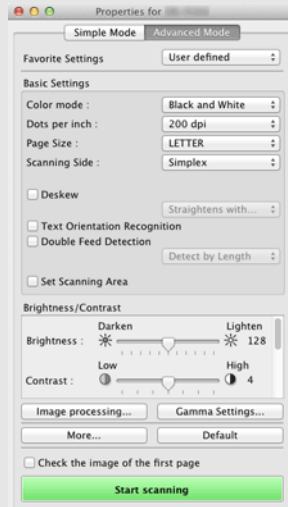 Properties for
Simple Mode Advanced Mode
Favorite Settings User defined
Basic Settings
Color mode : Black and White
Dots per inch : 200 dpi
Page Size : LETTER
Scanning Side : Simplex
Deskew
Straightens with...
Text Orientation Recognition
Double Feed Detection
Detect by Length
Set Scanning Area
Brightness/Contrast
Darken Lighten
Brightness : 128
Low High
Contrast : 4
Image processing... Gamma Settings...
More... Default
Check the image of the first page
Start scanning